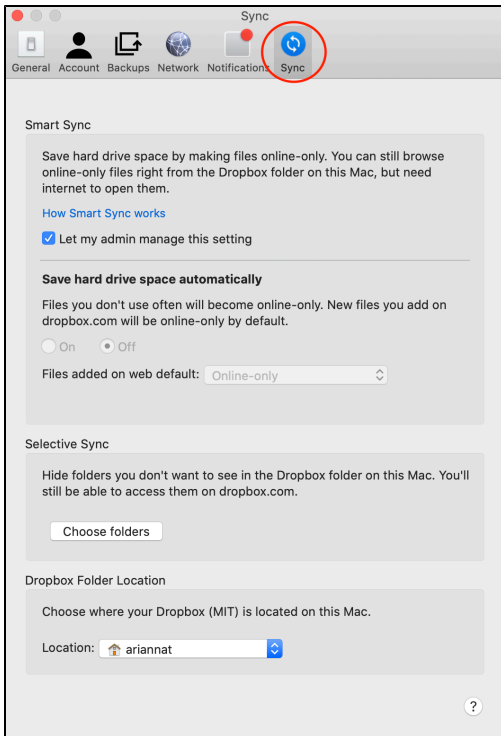 Sync
General Account Backups Network Notifications Sync
Smart Sync
Save hard drive space by making files online-only. You can still browse
online-only files right from the Dropbox folder on this Mac, but need
internet to open them.
How Smart Sync works
Let my admin manage this setting
Save hard drive space automatically
Files you don't use often will become online-only. New files you add on
dropbox.com will be online-only by default.
On Off
Files added on web default: Online-only
Selective Sync
Hide folders you don't want to see in the Dropbox folder on this Mac. You'll
still be able to access them on dropbox.com.
Choose folders
Dropbox Folder Location
Choose where your Dropbox (MIT) is located on this Mac.
Location: ariannat
?